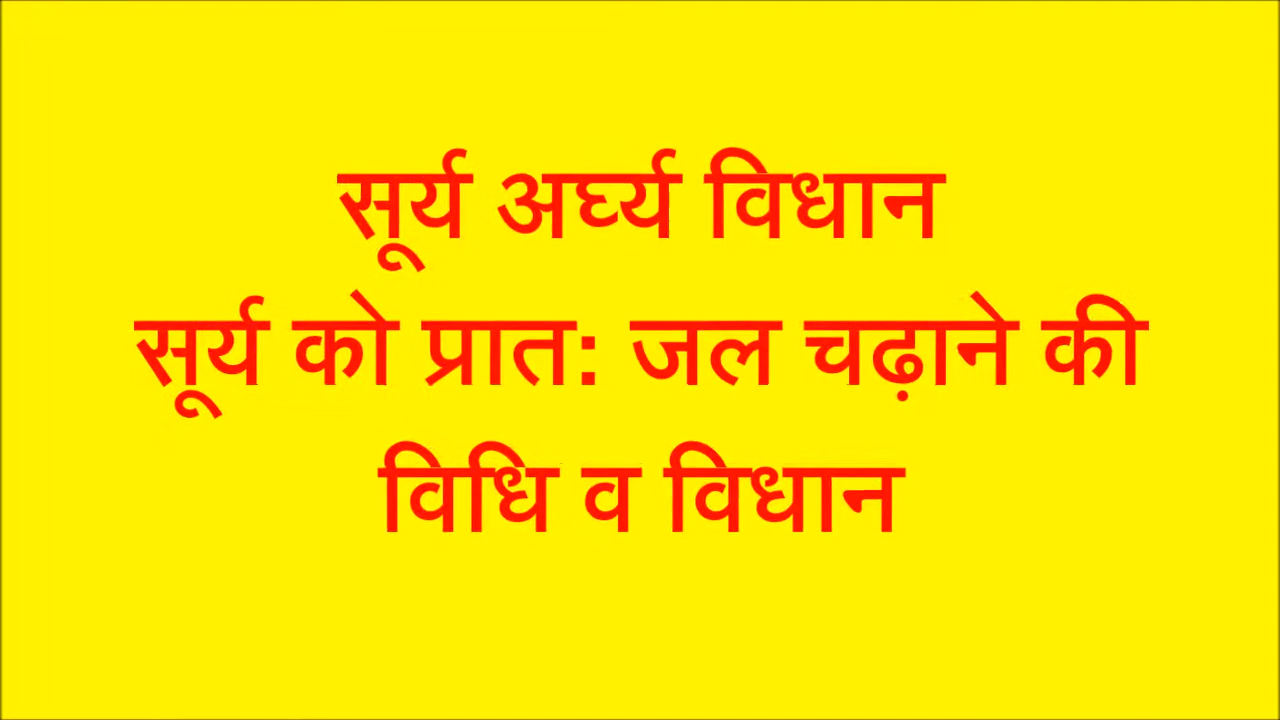 सूर्य अर्घ्य विधान
सूर्य को प्रात: जल चढ़ाने की
विधि व विधान